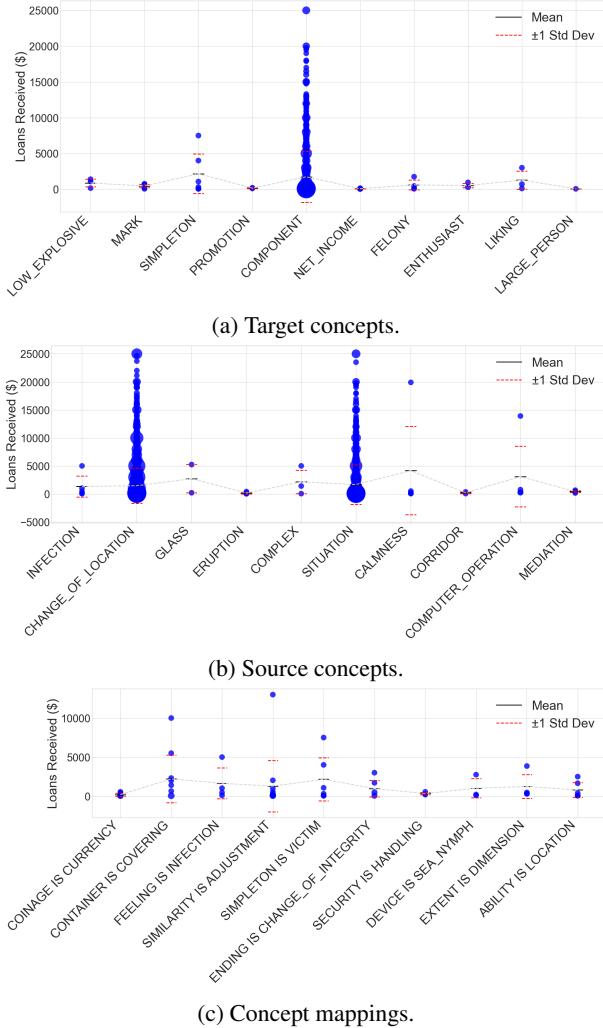 25000
20000
15000
10000
5000
0
Loans Received ($)
Mean
±1 Std Dev
LOW_EXPLOSIVE
MARK
SIMPLETON
PROMOTION
COMPONENT
NET_INCOME
FELONY
ENTHUSIAST
LIKING
LARGE_PERSON
(a) Target concepts.
25000
20000
15000
10000
5000
0
−5000
Loans Received ($)
Mean
±1 Std Dev
INFECTION
CHANGE_OF_LOCATION
GLASS
ERUPTION
COMPLEX
SITUATION
CALMNESS
CORRIDOR
COMPUTER_OPERATION
MEDIATION
(b) Source concepts.
10000
5000
0
Loans Received ($)
Mean
±1 Std Dev
COINAGE IS CURRENCY
CONTAINER IS COVERING
FEELING IS INFECTION
SIMILARITY IS ADJUSTMENT
SIMPLETON IS VICTIM
ENDING IS CHANGE_OF_INTEGRITY
SECURITY IS HANDLING
DEVICE IS SEA_NYMPH
EXTENT IS DIMENSION
ABILITY IS LOCATION
(c) Concept mappings.